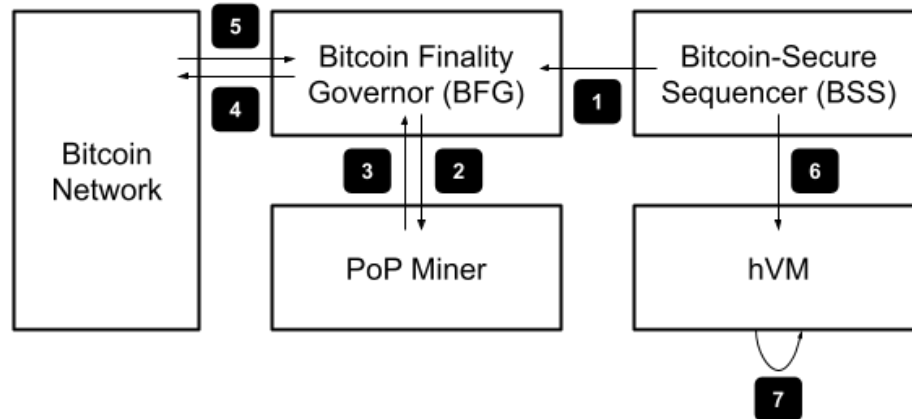 5
Bitcoin Finality
Governor (BFG)
Bitcoin-Secure
Sequencer (BSS)
1
4
Bitcoin
Network
3
2
6
PoP Miner
hVM
7